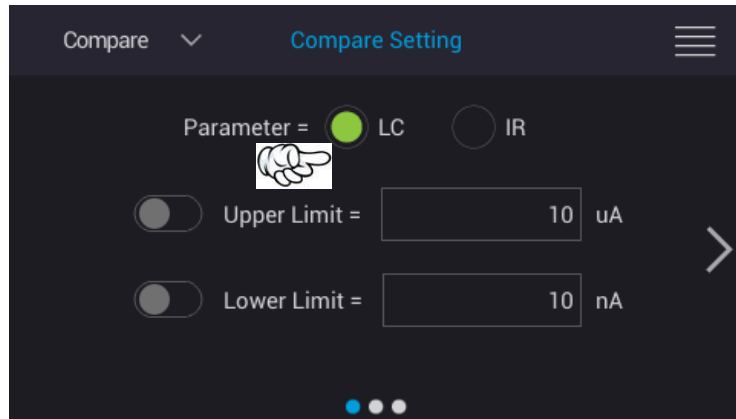 Compare Compare Setting
Parameter = LC IR
Upper Limit = 10 uA
Lower Limit = 10 nA